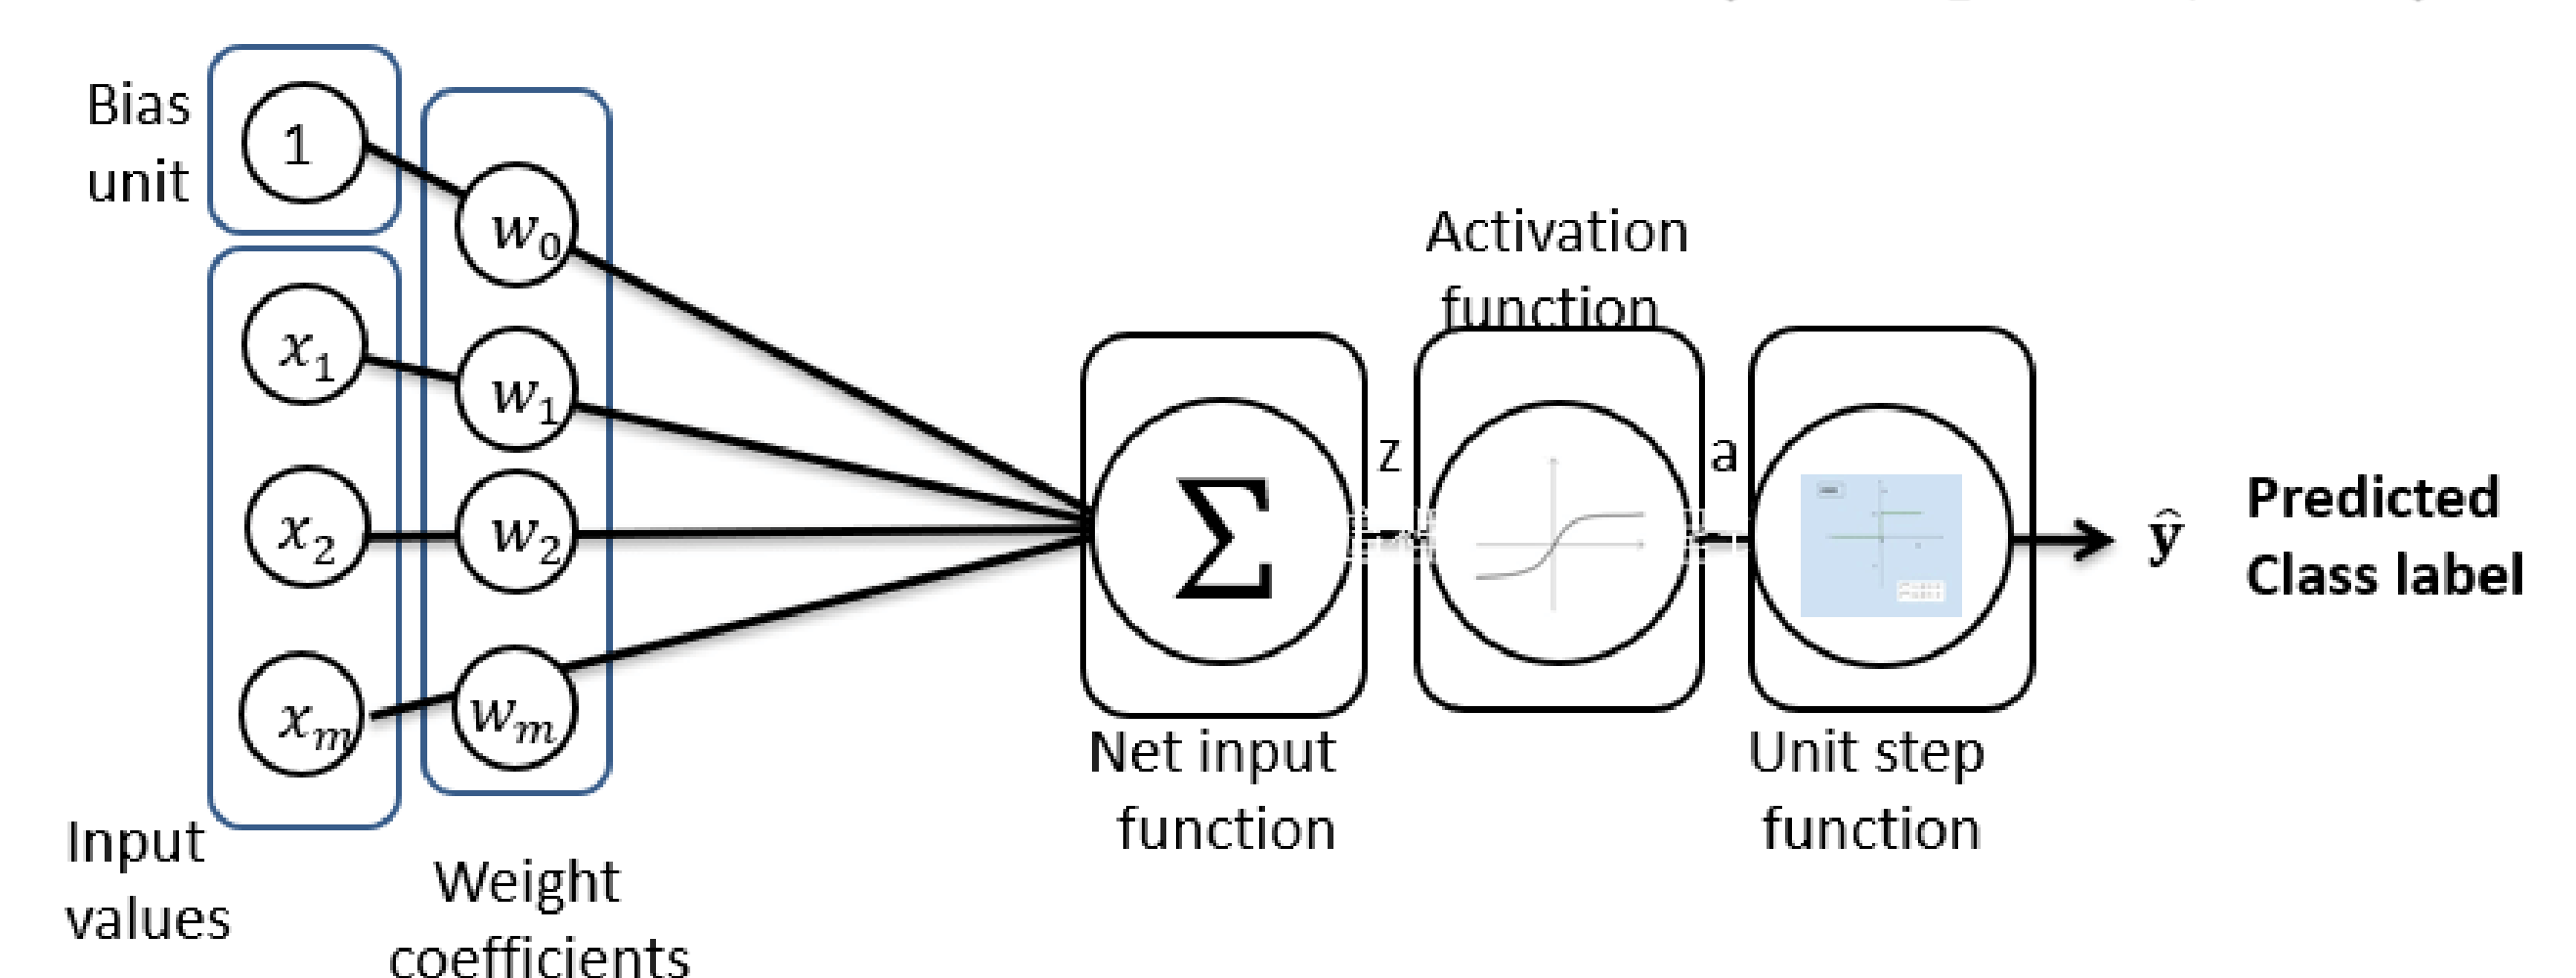 Bias
unit
1
w₀
x₁
w₁
x₂
w₂
xₘ
wₘ
Input
values
Weight
coefficients
Σ
Net input
function
z
Activation
function
a
Unit step
function
ŷ
Predicted
Class label